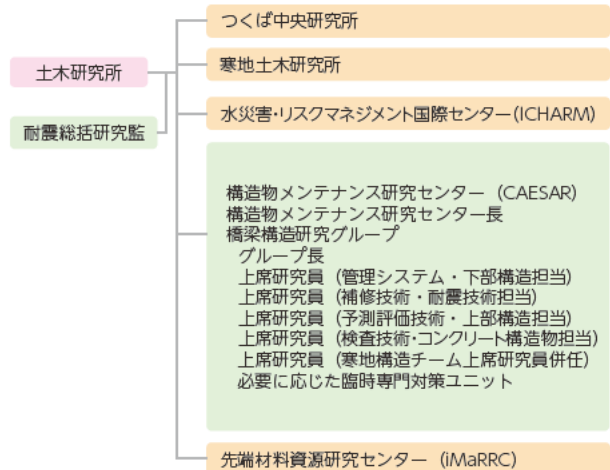 つくば中央研究所
寒地土木研究所
土木研究所
水災害･リスクマネジメント国際センター(ICHARM)
耐震総括研究監
構造物メンテナンス研究センター (CAESAR)
構造物メンテナンス研究センター長
橋梁構造研究グループ
グループ長
上席研究員 (管理システム・下部構造担当)
上席研究員 (補修技術・耐震技術担当)
上席研究員 (予測評価技術・上部構造担当)
上席研究員 (検査技術･コンクリート構造物担当)
上席研究員 (寒地構造チーム上席研究員併任)
必要に応じた臨時専門対策ユニット
先端材料資源研究センター (iMaRRC)